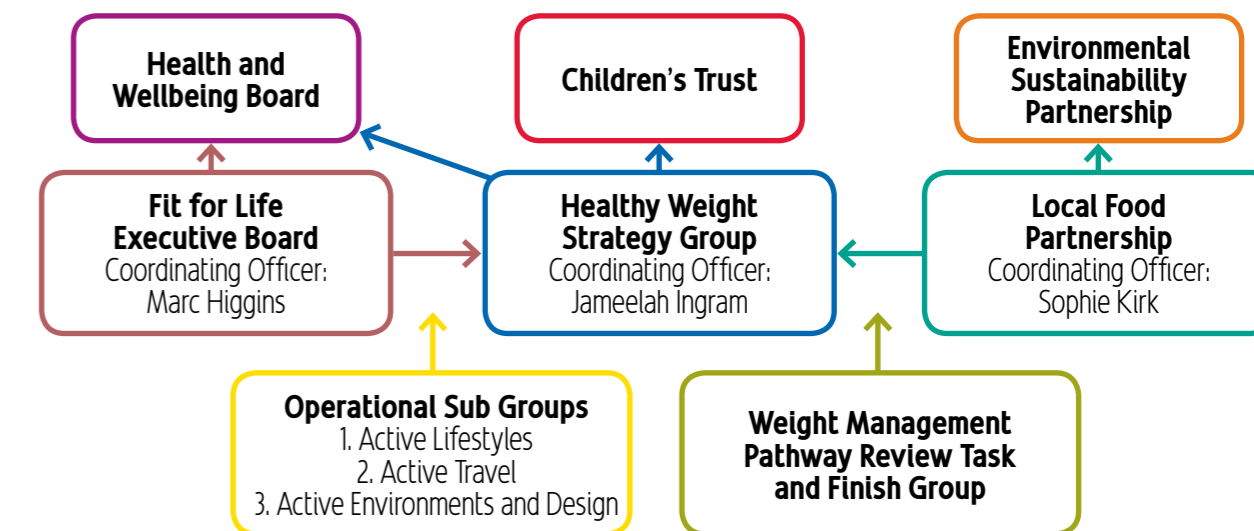 Health and
Wellbeing Board
Children’s Trust
Environmental
Sustainability
Partnership
Fit for Life
Executive Board
Coordinating Officer:
Marc Higgins
Healthy Weight
Strategy Group
Coordinating Officer:
Jameelah Ingram
Local Food
Partnership
Coordinating Officer:
Sophie Kirk
Operational Sub Groups
1. Active Lifestyles
2. Active Travel
3. Active Environments and Design
Weight Management
Pathway Review Task
and Finish Group